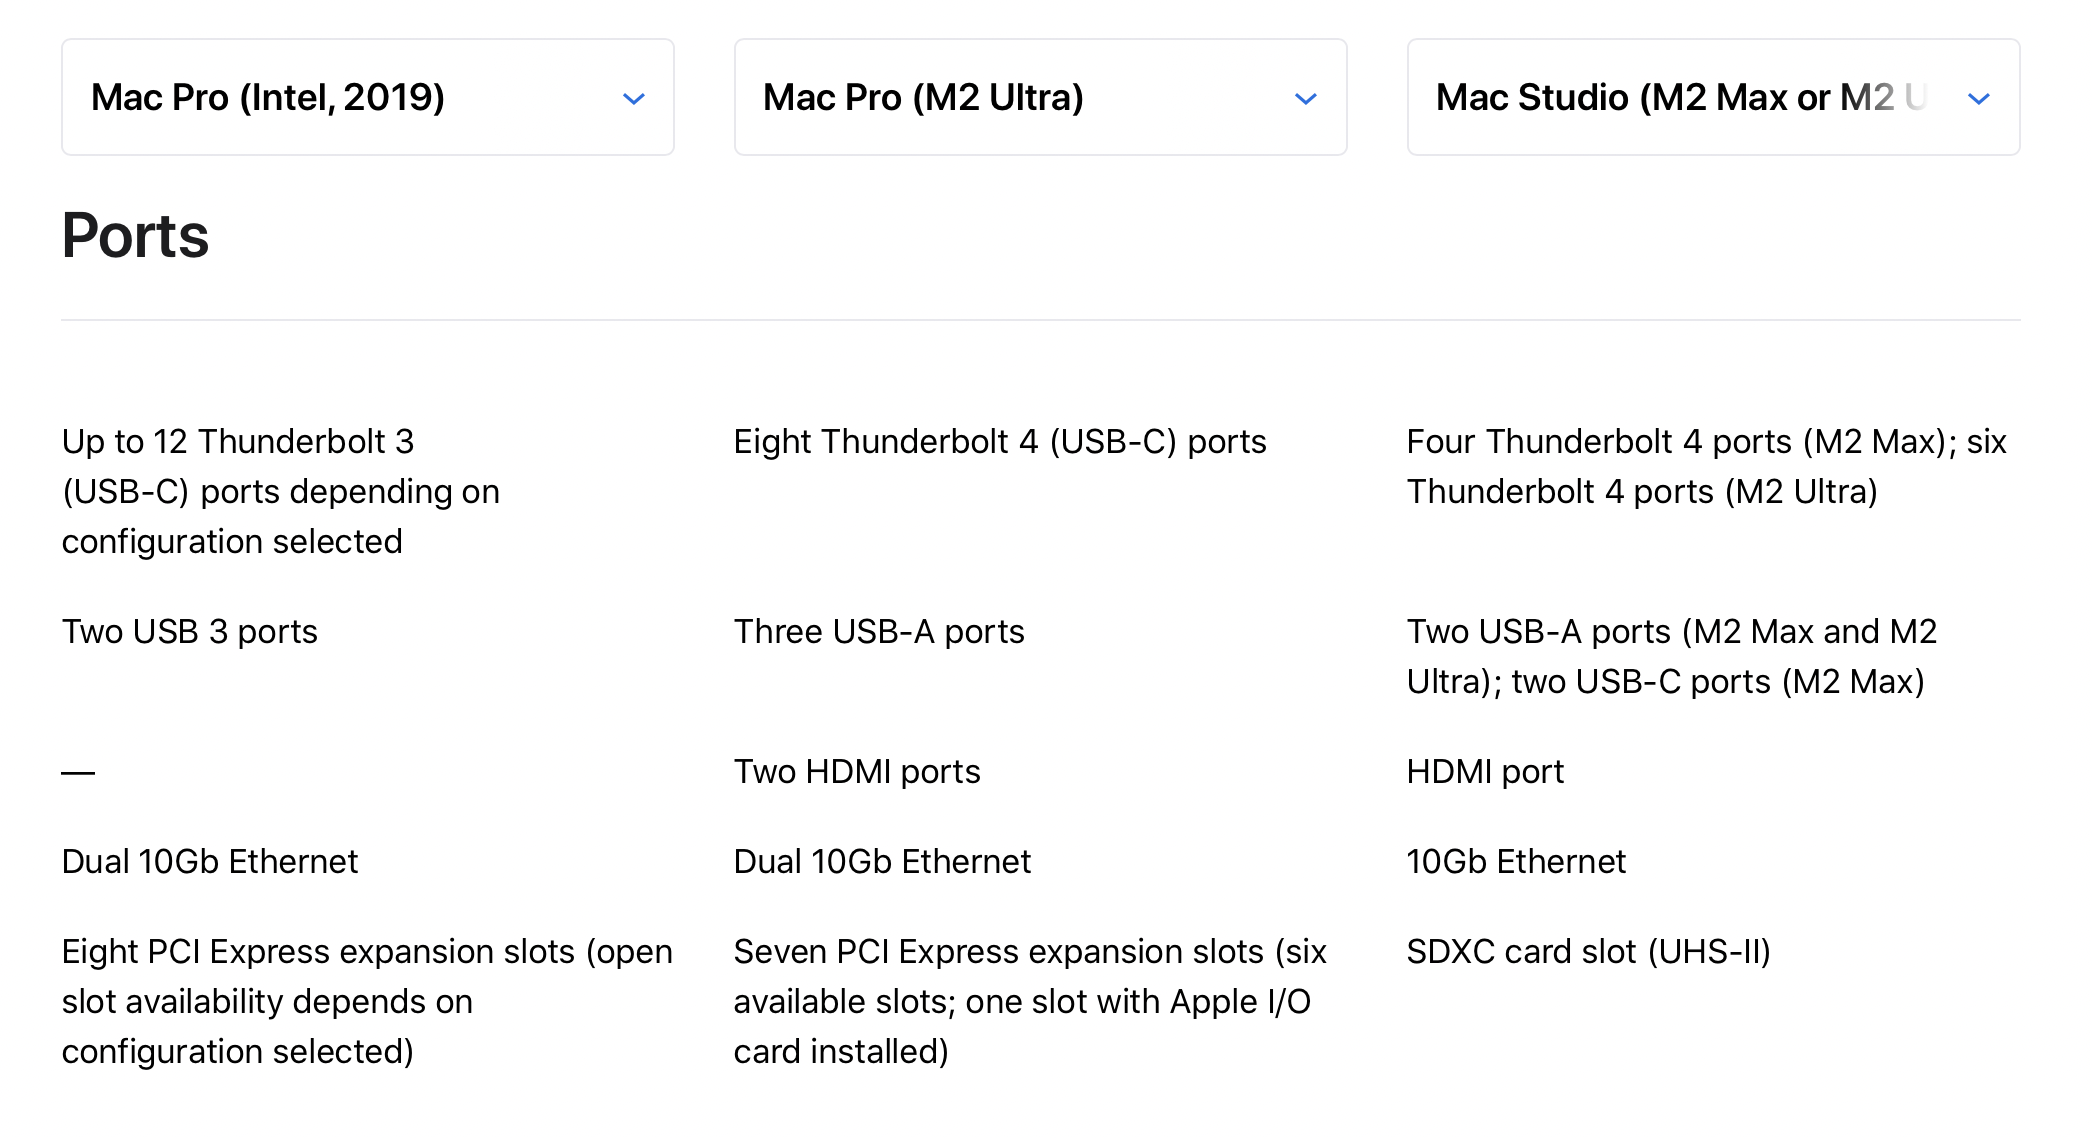 Mac Pro (Intel, 2019)
Mac Pro (M2 Ultra)
Mac Studio (M2 Max or M2 U
Ports
Up to 12 Thunderbolt 3
(USB-C) ports depending on
configuration selected
Eight Thunderbolt 4 (USB-C) ports
Four Thunderbolt 4 ports (M2 Max); six
Thunderbolt 4 ports (M2 Ultra)
Two USB 3 ports
Three USB-A ports
Two USB-A ports (M2 Max and M2
Ultra); two USB-C ports (M2 Max)
—
Two HDMI ports
HDMI port
Dual 10Gb Ethernet
Dual 10Gb Ethernet
10Gb Ethernet
Eight PCI Express expansion slots (open
slot availability depends on
configuration selected)
Seven PCI Express expansion slots (six
available slots; one slot with Apple I/O
card installed)
SDXC card slot (UHS-II)